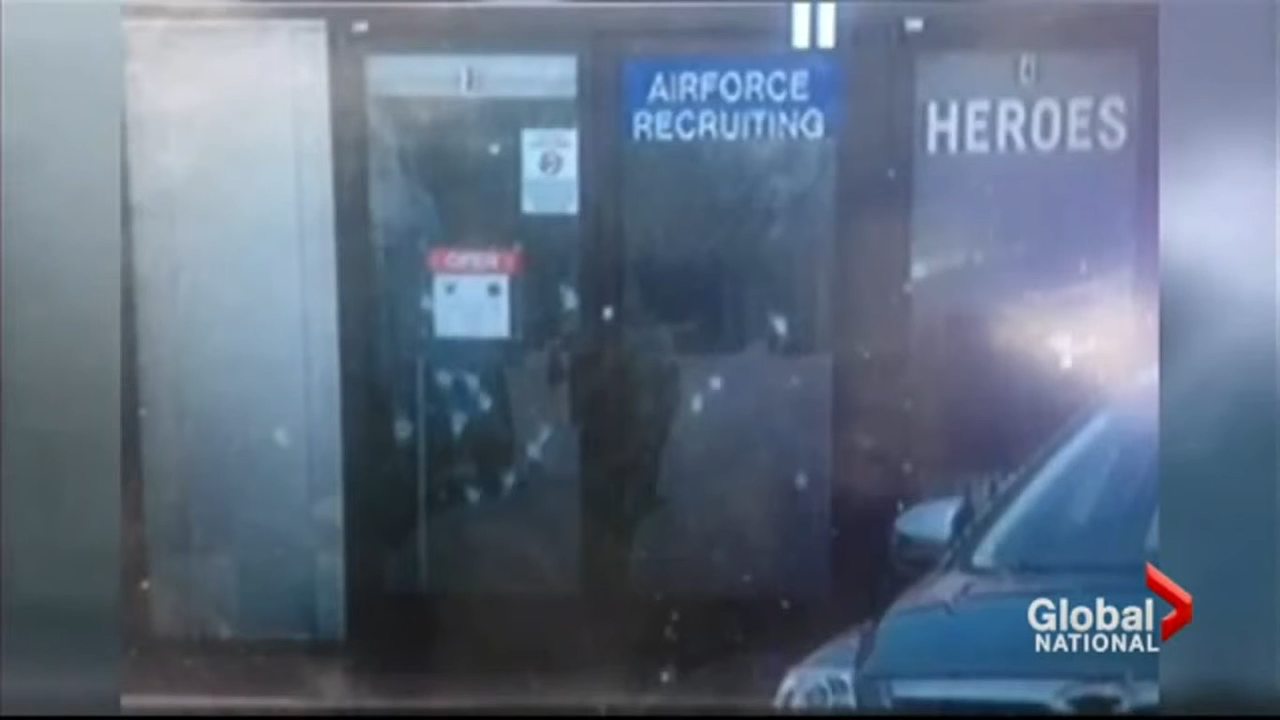 AIRFORCE
RECRUITING
HEROES
OPEN
Global
NATIONAL